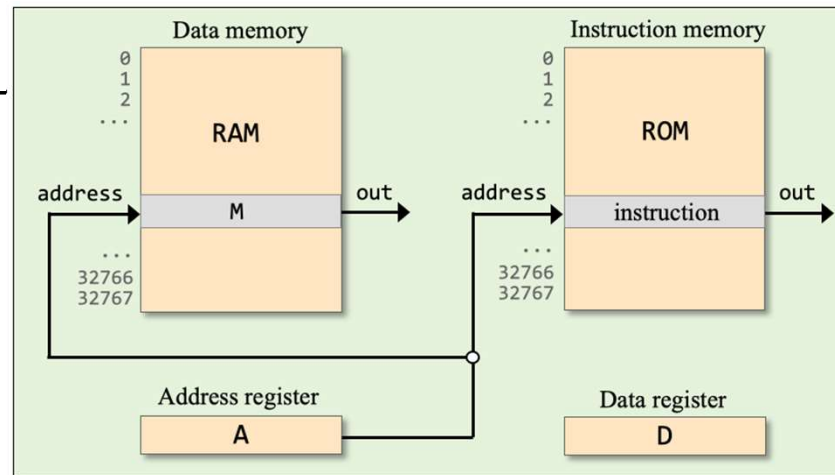 Data memory
0
1
2
...
RAM
address
M
out
...
32766
32767
Instruction memory
0
1
2
...
ROM
address
instruction
out
...
32766
32767
Address register
A
Data register
D